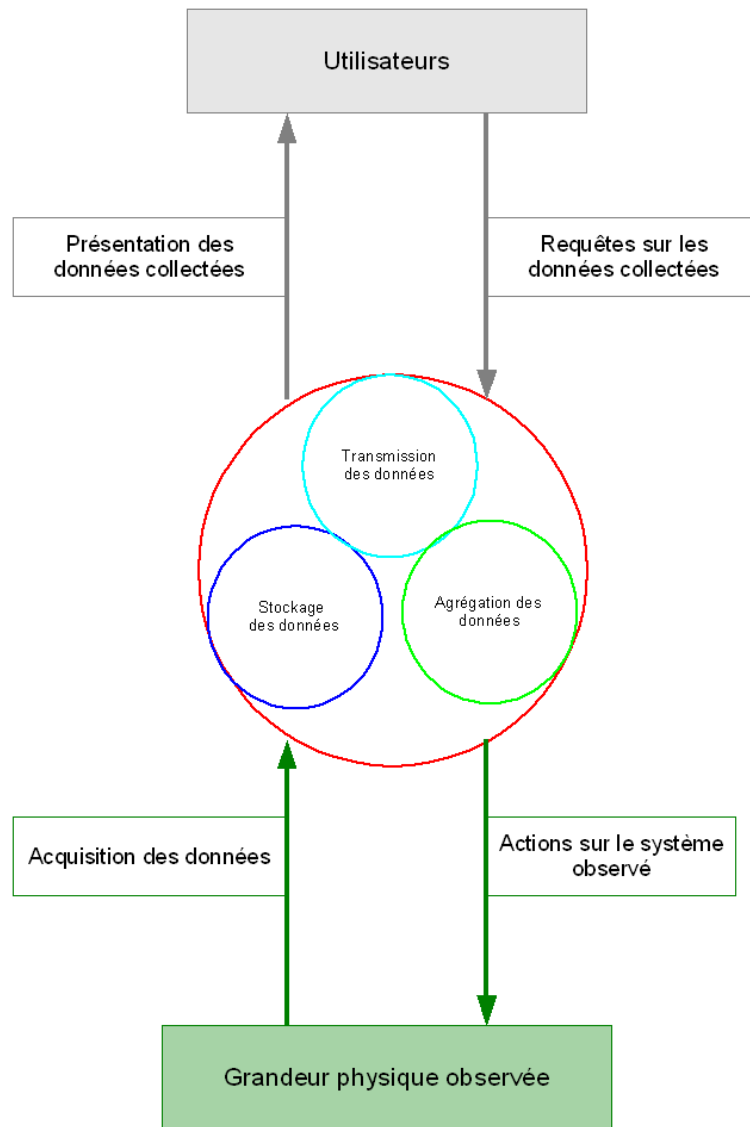 Utilisateurs
Présentation des
données collectées
Requêtes sur les
données collectées
Transmission
des données
Stockage
des données
Agrégation des
données
Acquisition des données
Actions sur le système
observé
Grandeur physique observée